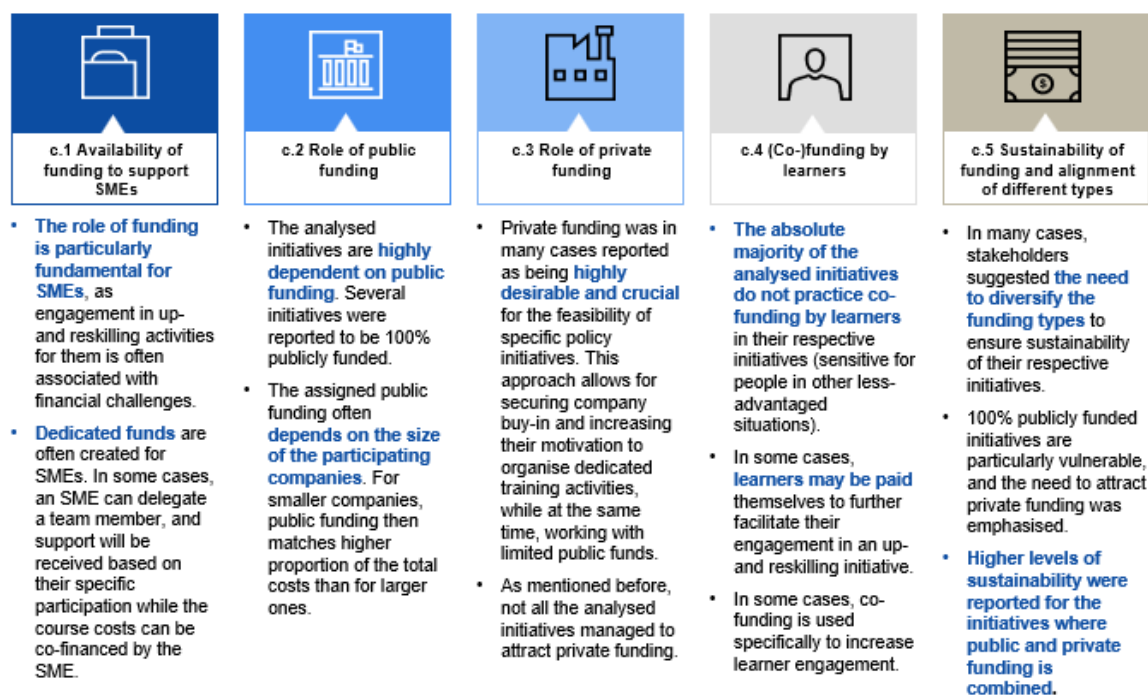 c.1 Availability of
funding to support
SMEs
• The role of funding
is particularly
fundamental for
SMEs, as
engagement in up-
and reskilling activities
for them is often
associated with
financial challenges.
• Dedicated funds are
often created for
SMEs. In some cases,
an SME can delegate
a team member, and
support will be
received based on
their specific
participation while the
course costs can be
co-financed by the
SME.
c.2 Role of public
funding
• The analysed
initiatives are highly
dependent on public
funding. Several
initiatives were
reported to be 100%
publicly funded.
• The assigned public
funding often
depends on the size
of the participating
companies. For
smaller companies,
public funding then
matches higher
proportion of the total
costs than for larger
ones.
c.3 Role of private
funding
• Private funding was in
many cases reported
as being highly
desirable and crucial
for the feasibility of
specific policy
initiatives. This
approach allows for
securing company
buy-in and increasing
their motivation to
organise dedicated
training activities,
while at the same
time, working with
limited public funds.
• As mentioned before,
not all the analysed
initiatives managed to
attract private funding.
c.4 (Co-)funding by
learners
• The absolute
majority of the
analysed initiatives
do not practice co-
funding by learners
in their respective
initiatives (sensitive for
people in other less-
advantaged
situations).
• In some cases,
learners may be paid
themselves to further
facilitate their
engagement in an up-
and reskilling initiative.
• In some cases, co-
funding is used
specifically to increase
learner engagement.
$
c.5 Sustainability of
funding and alignment
of different types
• In many cases,
stakeholders
suggested the need
to diversify the
funding types to
ensure sustainability
of their respective
initiatives.
• 100% publicly funded
initiatives are
particularly vulnerable,
and the need to attract
private funding was
emphasised.
• Higher levels of
sustainability were
reported for the
initiatives where
public and private
funding is
combined.